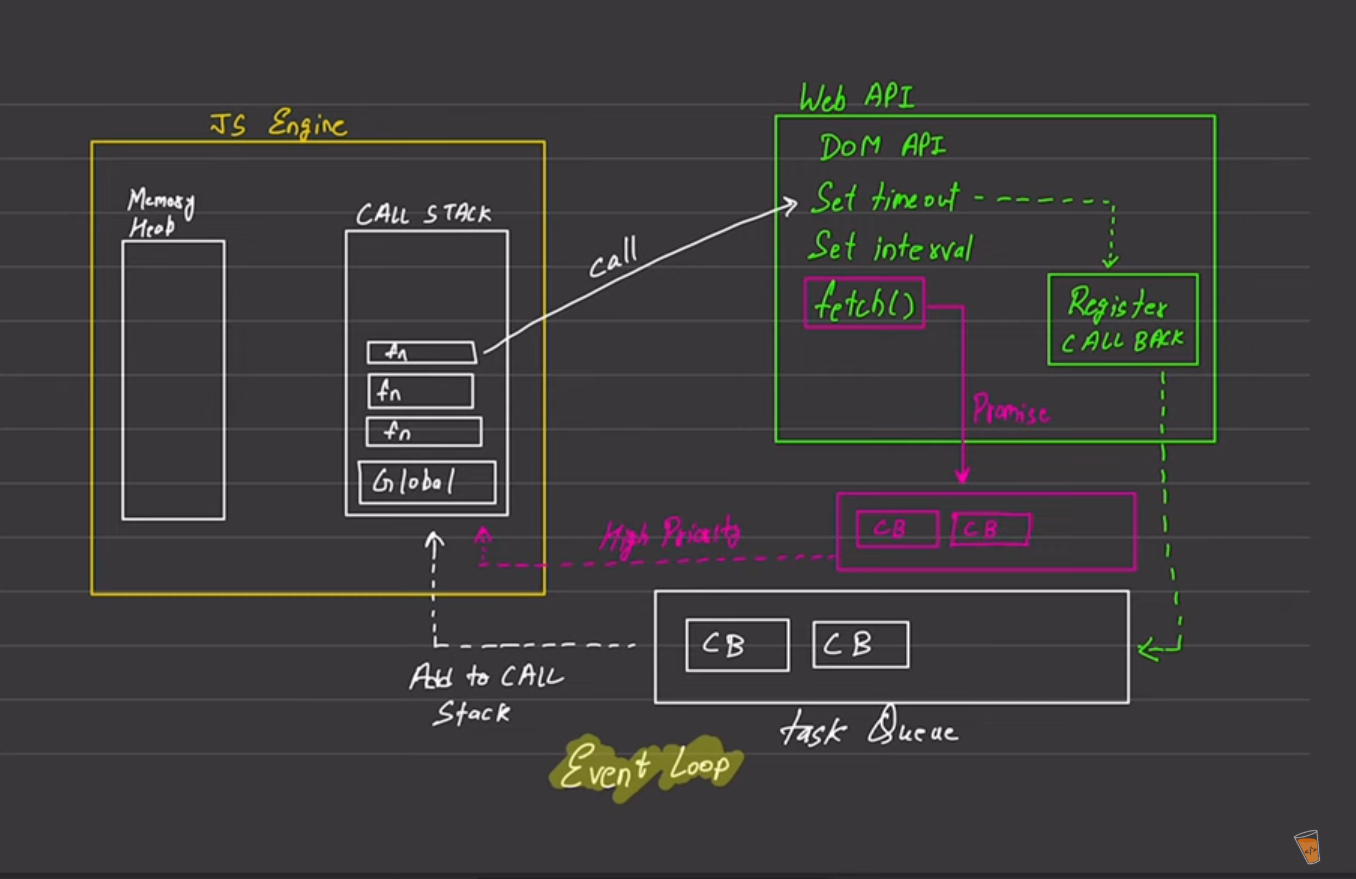 JS Engine
Memory
Heap
CALL STACK
fn
fn
fn
Global
call
Web API
DOM API
Set timeout
Set interval
fetch()
Register
CALL BACK
Promise
CB CB
High Priority
CB CB
Add to CALL
Stack
task Queue
Event Loop